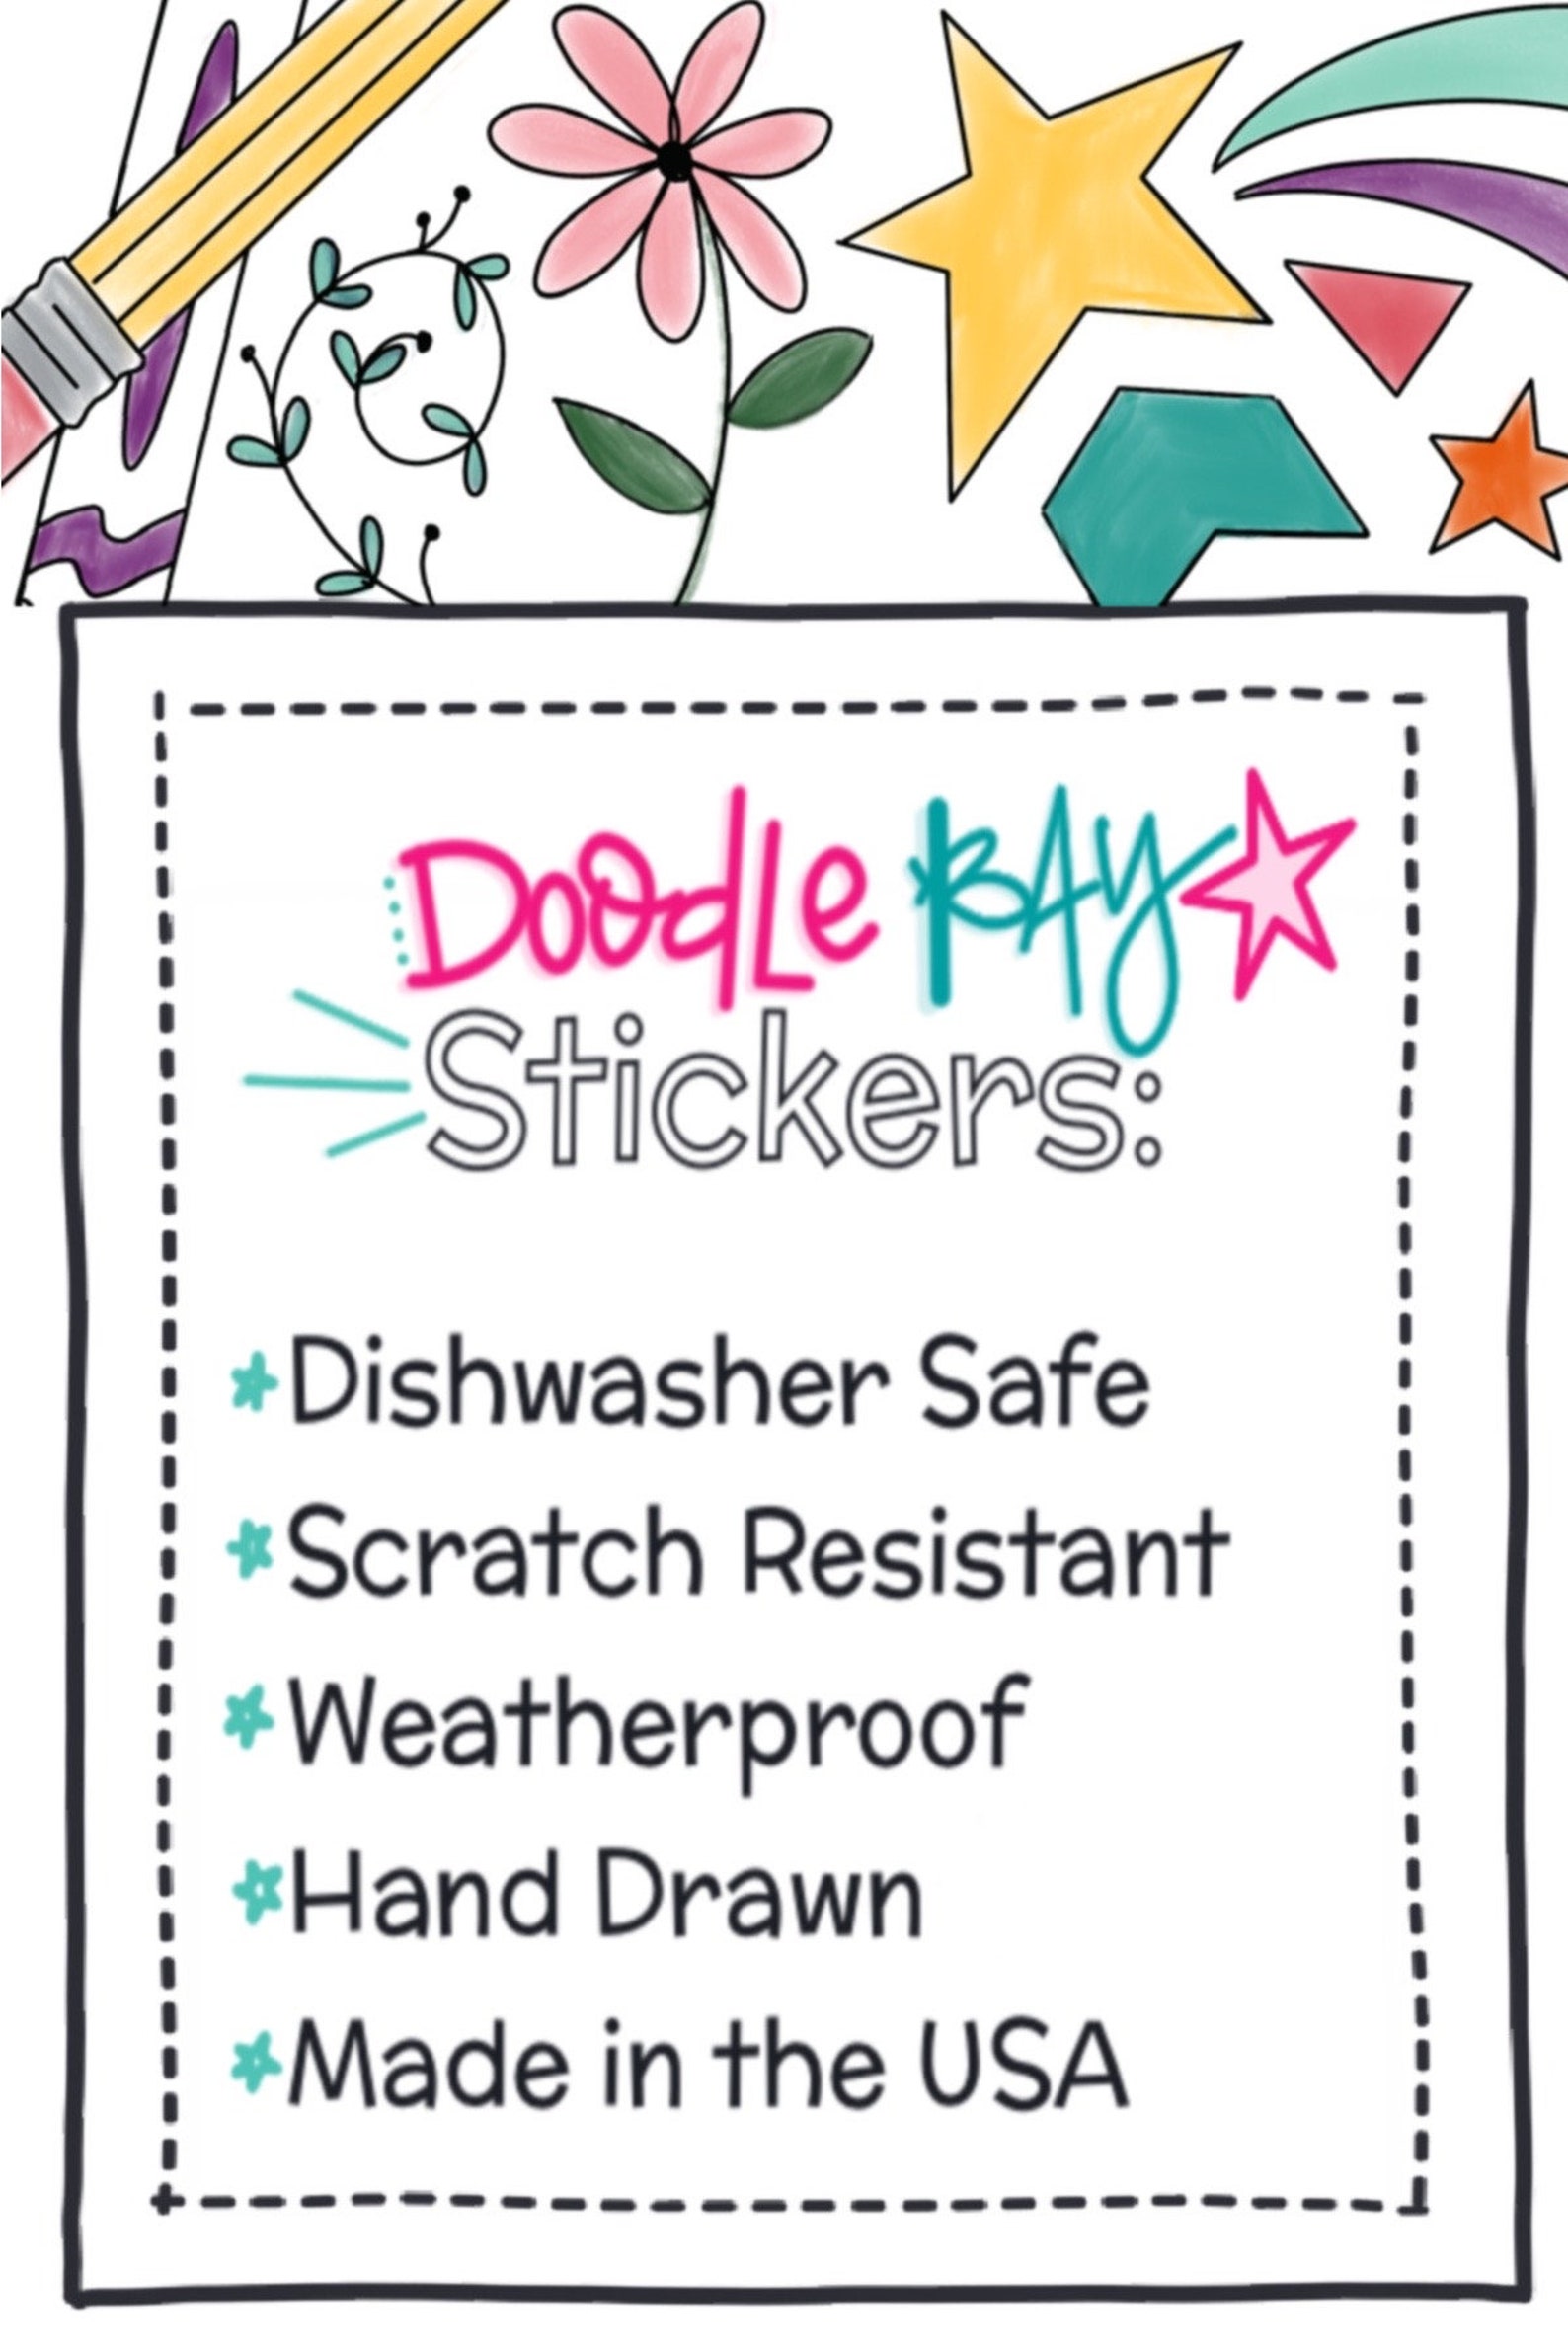 Doodle Bay
Stickers:
Dishwasher Safe
Scratch Resistant
Weatherproof
Hand Drawn
Made in the USA